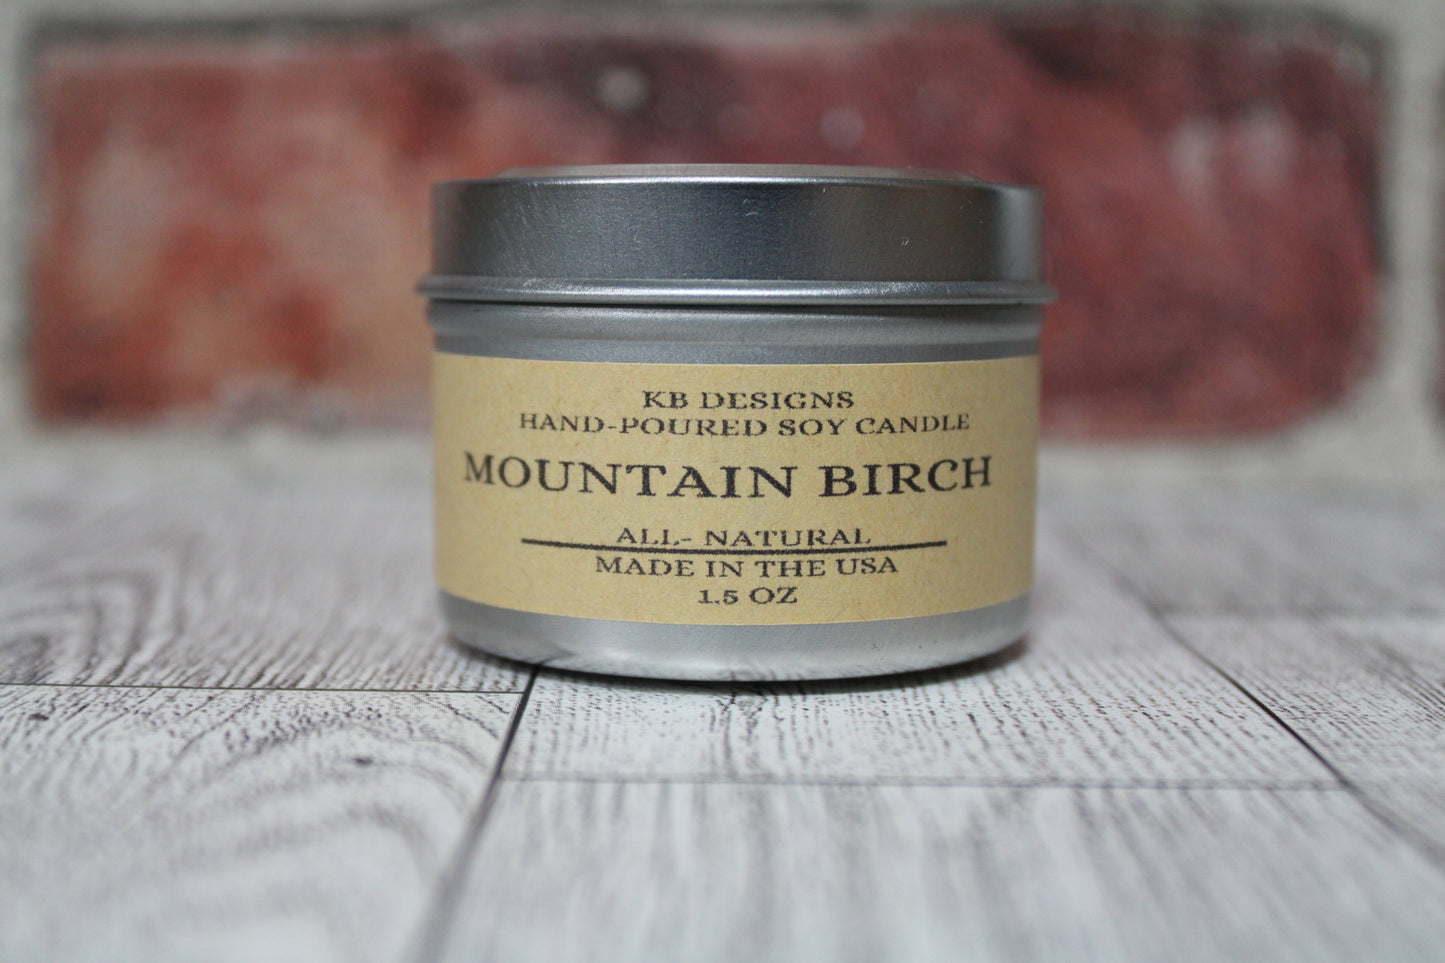 KB DESIGNS
HAND-POURED SOY CANDLE
MOUNTAIN BIRCH
ALL- NATURAL
MADE IN THE USA
1.5 OZ